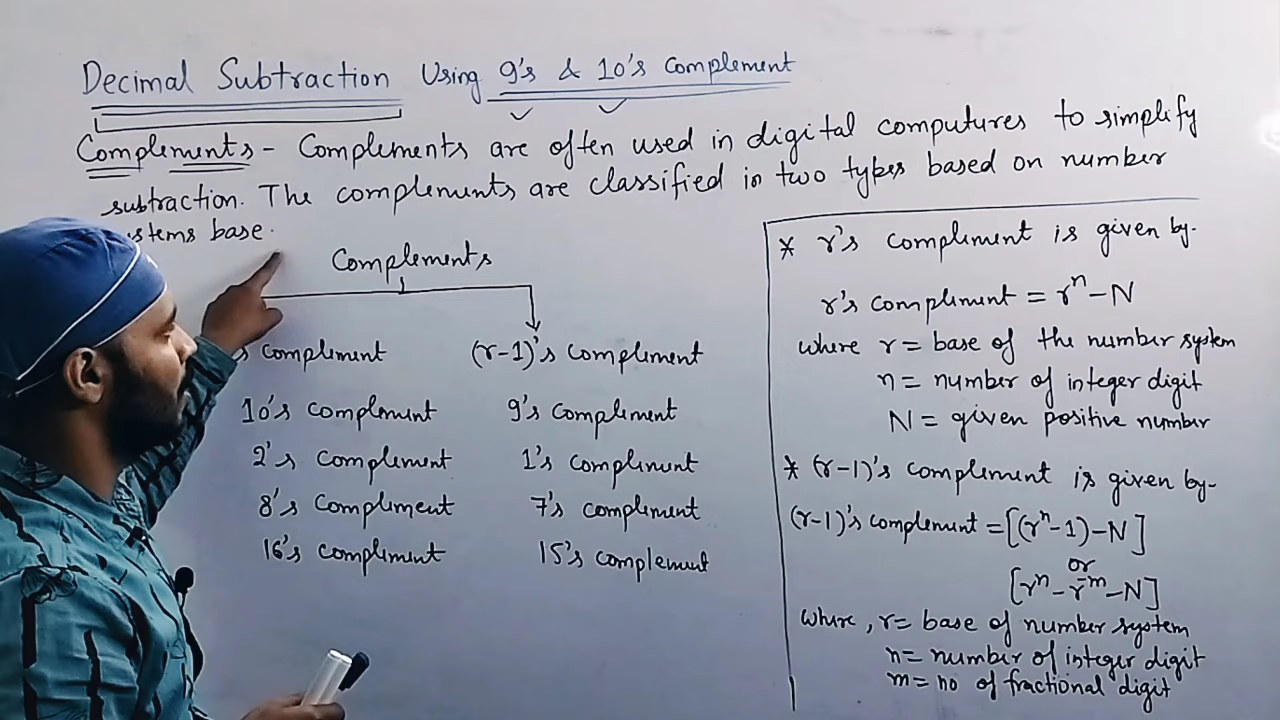 Decimal Subtraction Using 9's & 10's Complement
Complements - Complements are often used in digital computures to simplify
subtraction. The complements are classified in two types based on number
stems base.
Complements
s complement (r-1)'s complement
10's complement 9's complement
2's complement 1's complement
8's compliment 7's complement
16's compliment 15's complement
* r's compliment is given by-
r's compliment = rⁿ - N
where r = base of the number system
n = number of integer digit
N = given positive number
* (r-1)'s complement is given by-
(r-1)'s complement = [(rⁿ-1)-N]
or
[rⁿ - r⁻ᵐ - N]
where, r = base of number system
n = number of integer digit
m = no of fractional digit